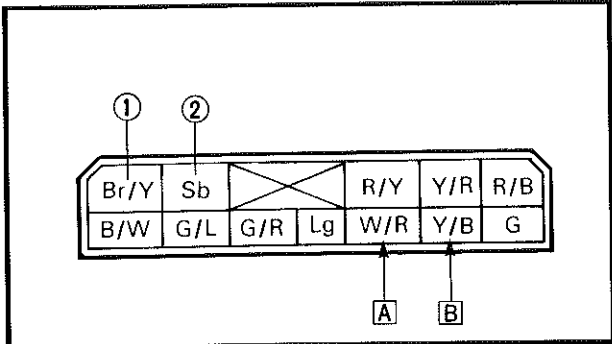 ① ②
Br/Y Sb R/Y Y/R R/B
B/W G/L G/R Lg W/R Y/B G
A B